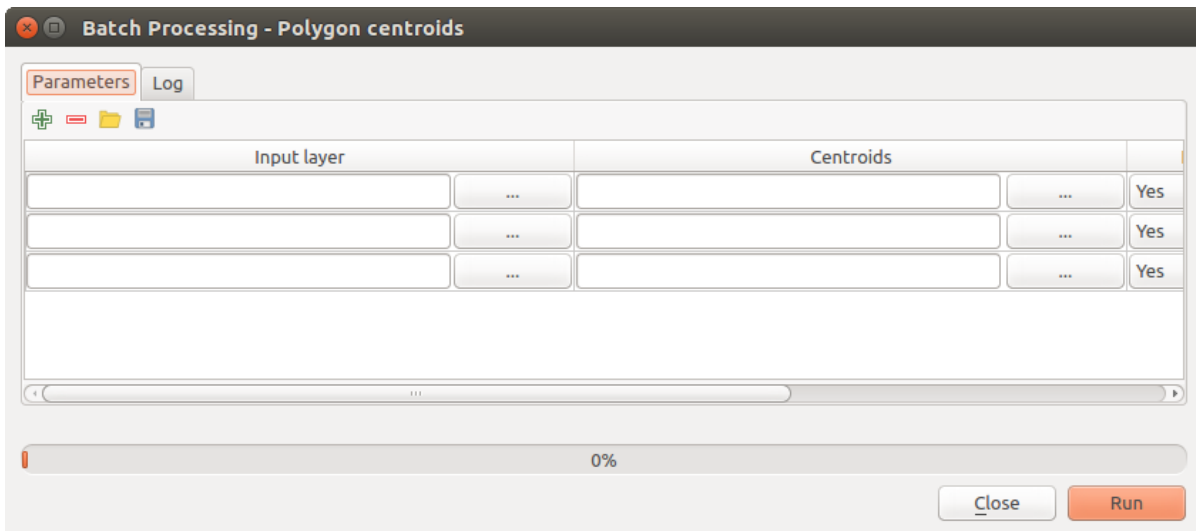 Batch Processing - Polygon centroids
Parameters Log
Input layer Centroids
... ... Yes
... ... Yes
... ... Yes
0%
Close Run